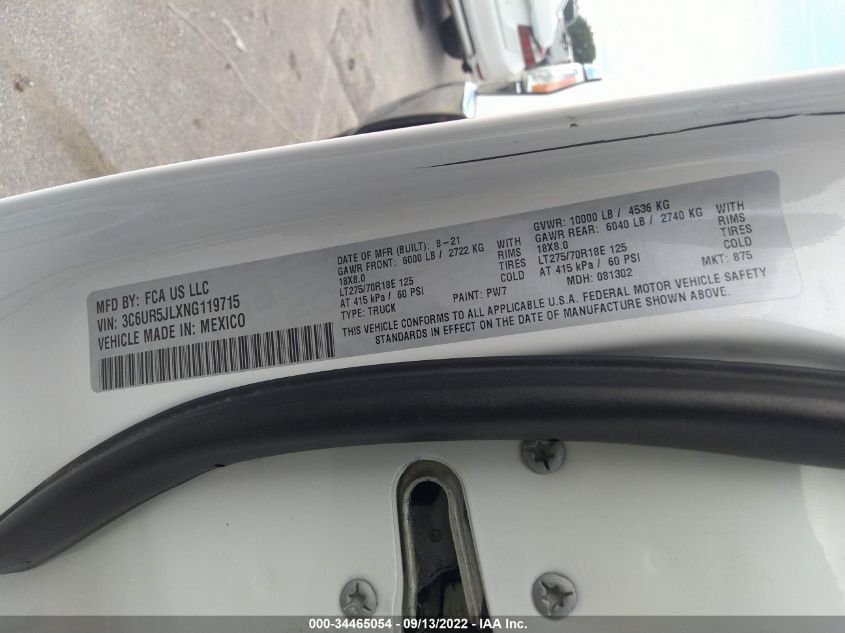 MFD BY: FCA US LLC
VIN: 3C6UR5JLXNG119715
VEHICLE MADE IN: MEXICO
DATE OF MFR (BUILT): 8-21
GAWR FRONT: 6000 LB / 2722 KG WITH
18X8.0 RIMS
LT275/70R18E 125 TIRES
AT 415 kPa / 60 PSI COLD
TYPE: TRUCK PAINT: PW7
GVWR: 10000 LB / 4536 KG
GAWR REAR: 6040 LB / 2740 KG WITH
18X8.0 RIMS
LT275/70R18E 125 TIRES
AT 415 kPa / 60 PSI COLD
MDH: 081302 MKT: 875
THIS VEHICLE CONFORMS TO ALL APPLICABLE U.S.A. FEDERAL MOTOR VEHICLE SAFETY
STANDARDS IN EFFECT ON THE DATE OF MANUFACTURE SHOWN ABOVE.
000-34465054 - 09/13/2022 - IAA Inc.